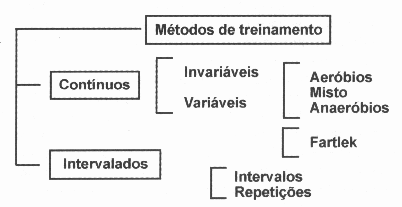 Métodos de treinamento
Contínuos
Invariáveis
Variáveis
Aeróbios
Misto
Anaeróbios
Fartlek
Intervalados
Intervalos
Repetições